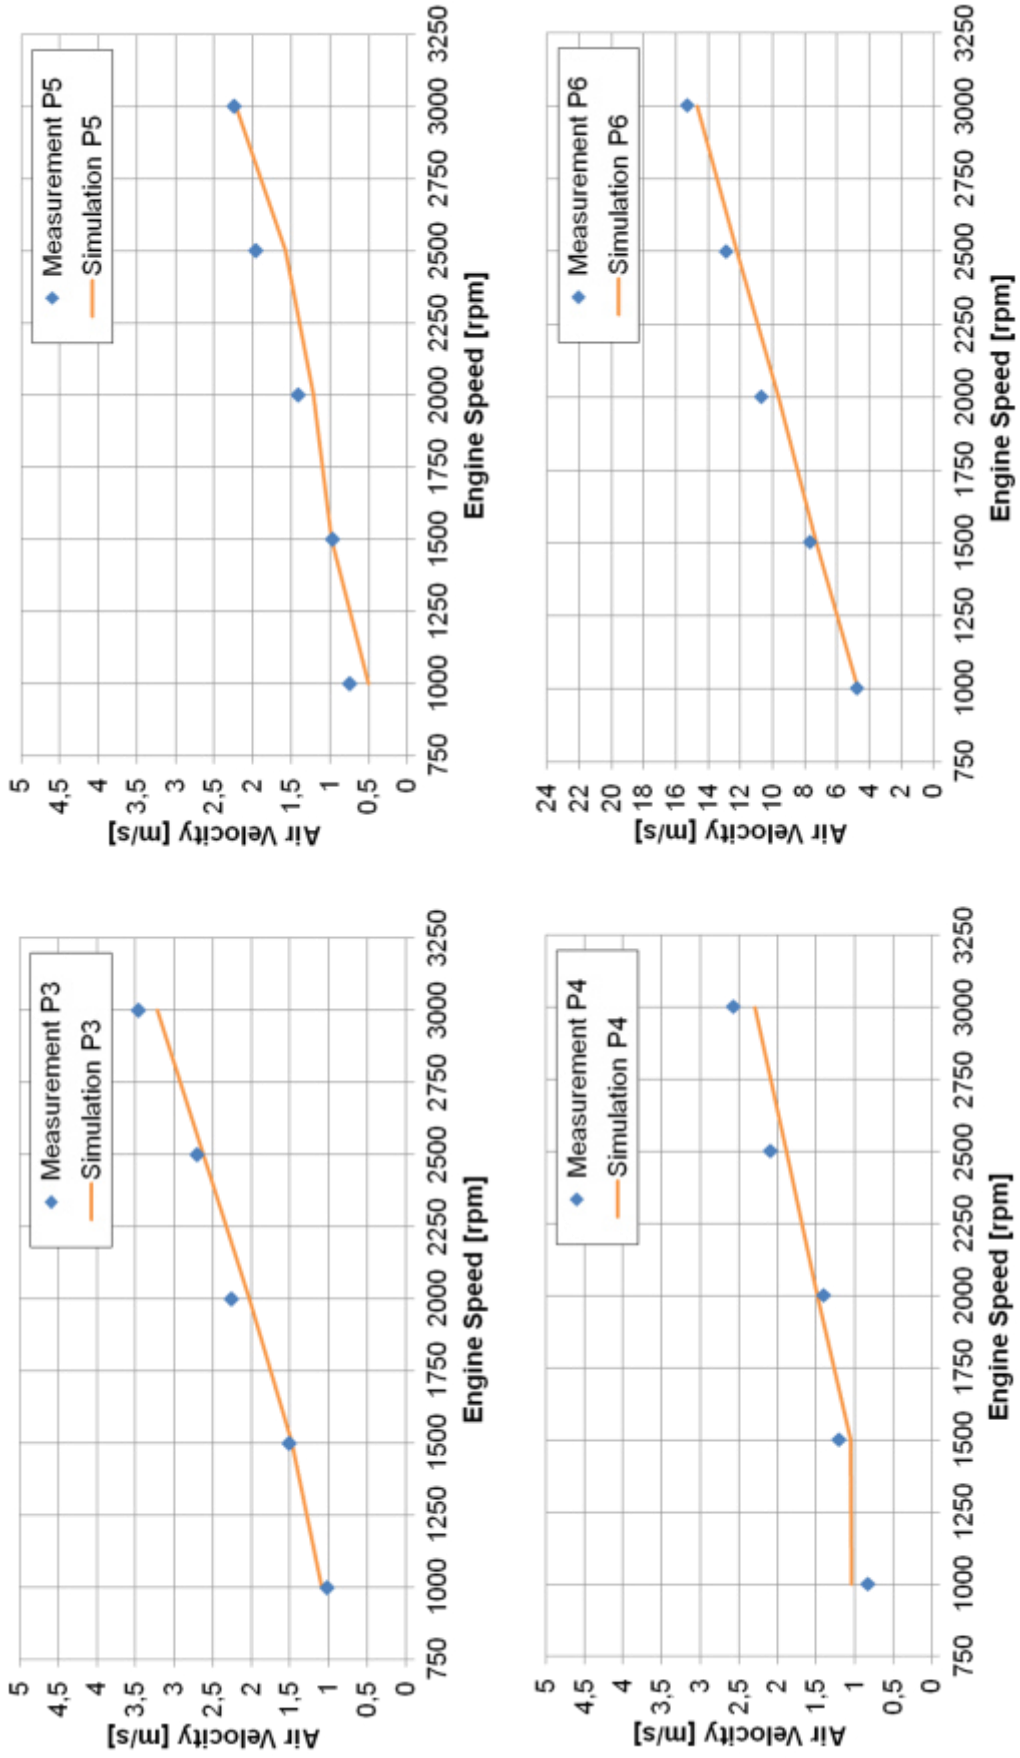 5
4,5
4
3,5
3
2,5
2
1,5
1
0,5
0
Air Velocity [m/s]
Measurement P3
Simulation P3
750 1000 1250 1500 1750 2000 2250 2500 2750 3000 3250
Engine Speed [rpm]
5
4,5
4
3,5
3
2,5
2
1,5
1
0,5
0
Air Velocity [m/s]
Measurement P5
Simulation P5
750 1000 1250 1500 1750 2000 2250 2500 2750 3000 3250
Engine Speed [rpm]
5
4,5
4
3,5
3
2,5
2
1,5
1
0,5
0
Air Velocity [m/s]
Measurement P4
Simulation P4
750 1000 1250 1500 1750 2000 2250 2500 2750 3000 3250
Engine Speed [rpm]
24
22
20
18
16
14
12
10
8
6
4
2
0
Air Velocity [m/s]
Measurement P6
Simulation P6
750 1000 1250 1500 1750 2000 2250 2500 2750 3000 3250
Engine Speed [rpm]